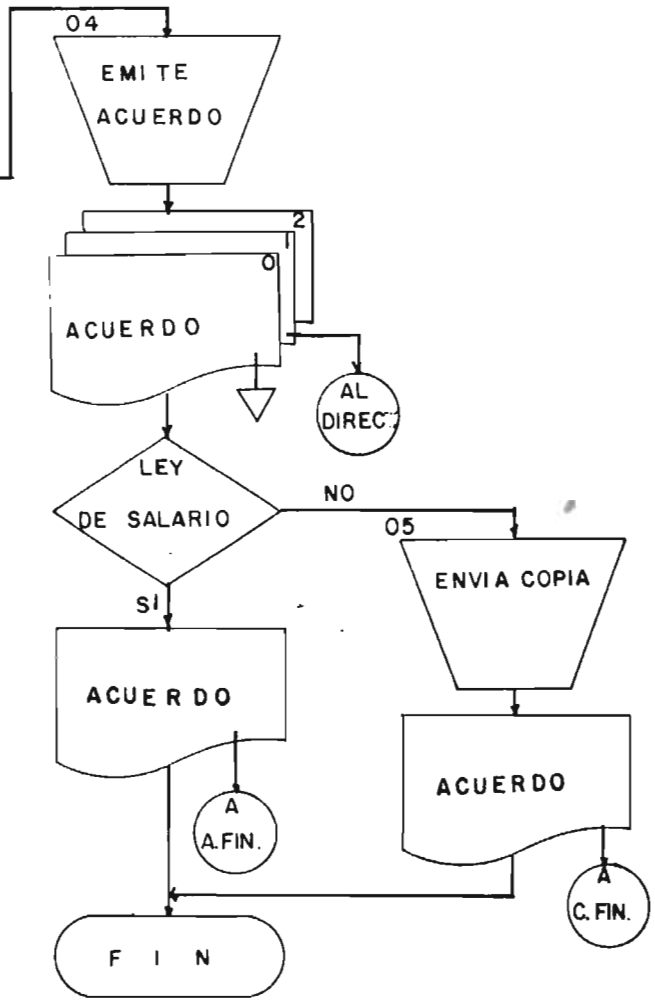 04
EMITE
ACUERDO
2
1
0
ACUERDO
AL
DIREC.
LEY
DE SALARIO
NO
05
ENVIA COPIA
SI
ACUERDO
A
A.FIN.
ACUERDO
A
C. FIN.
FIN